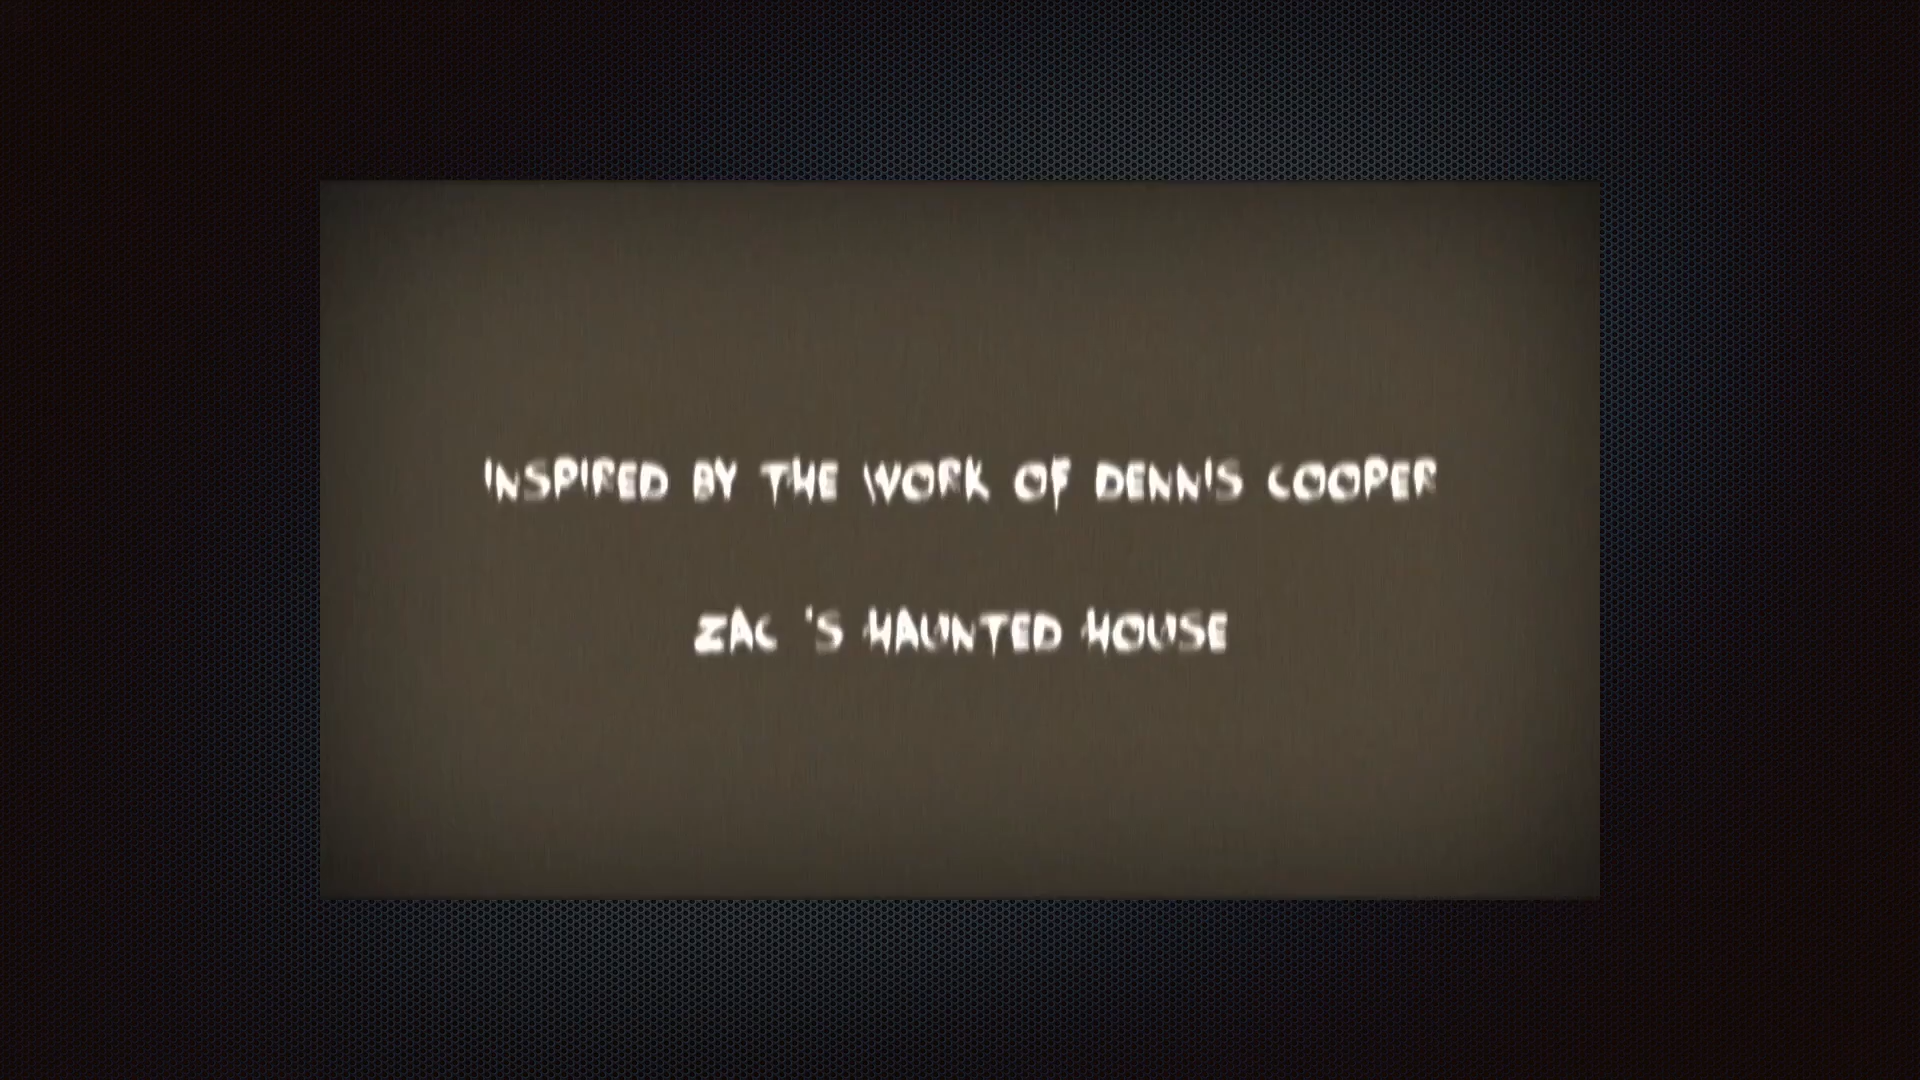 INSPIRED BY THE WORK OF DENNIS COOPER
ZAC 'S HAUNTED HOUSE